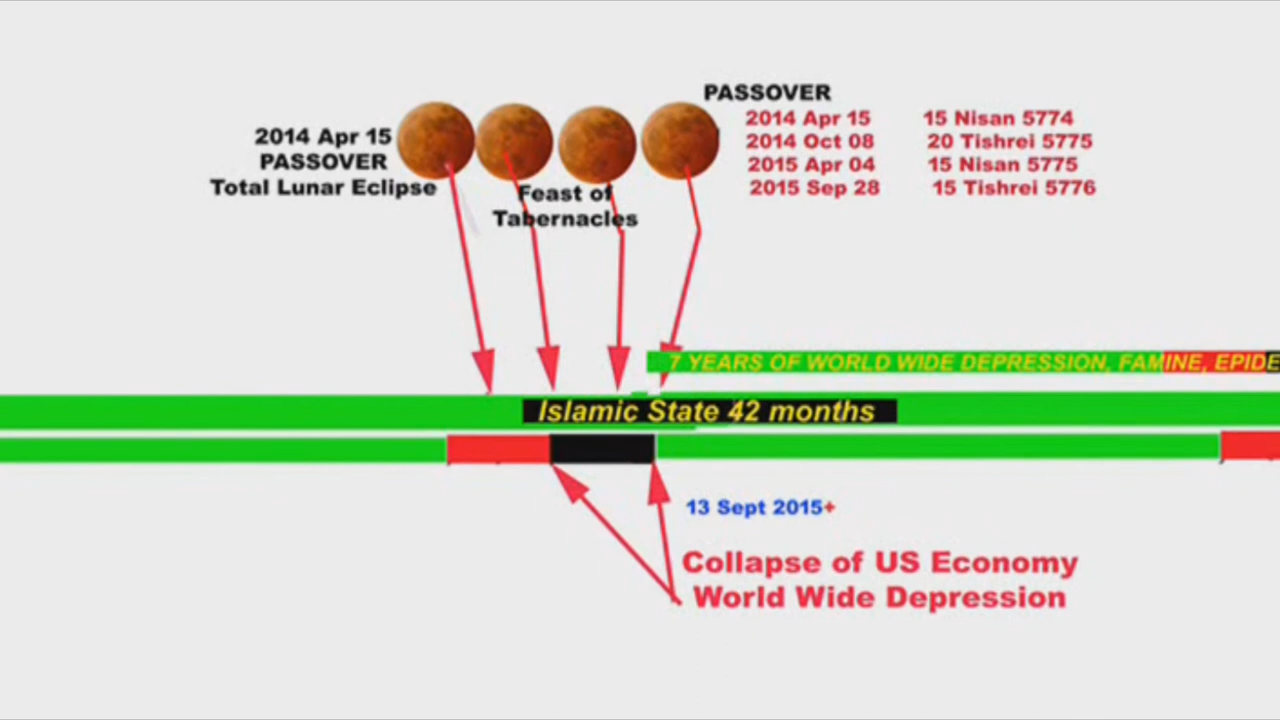 PASSOVER
2014 Apr 15 15 Nisan 5774
2014 Oct 08 20 Tishrei 5775
2015 Apr 04 15 Nisan 5775
2015 Sep 28 15 Tishrei 5776
2014 Apr 15
PASSOVER
Total Lunar Eclipse
Feast of
Tabernacles
7 YEARS OF WORLD WIDE DEPRESSION, FAMINE, EPIDE
Islamic State 42 months
13 Sept 2015+
Collapse of US Economy
World Wide Depression